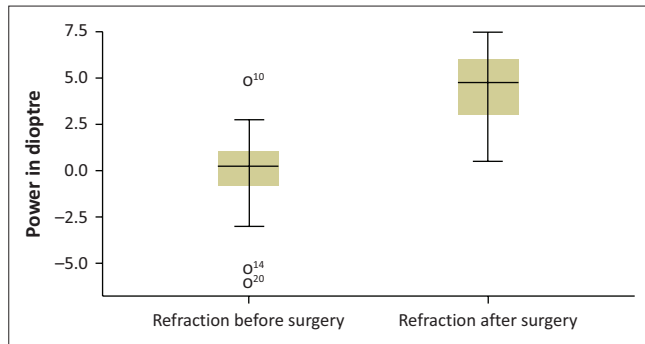 Power in dioptre
7.5
5.0
2.5
0.0
–2.5
–5.0
O¹⁰
O¹⁴
O²⁰
Refraction before surgery
Refraction after surgery